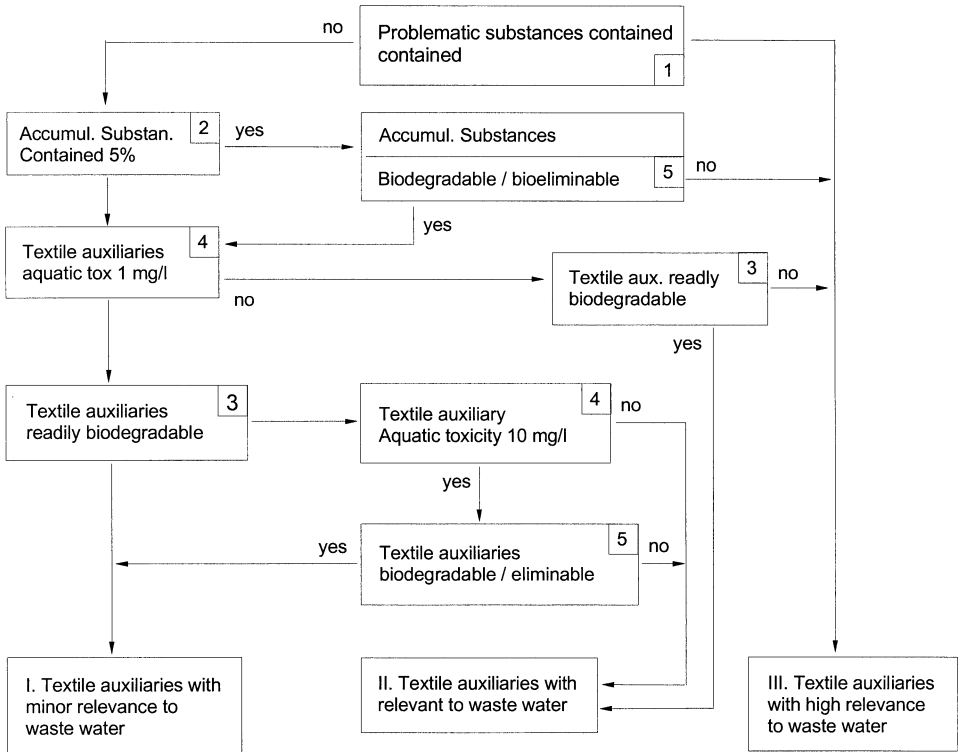 no
Problematic substances contained
contained
1
Accumul. Substan.
Contained 5%
2
yes
Accumul. Substances
Biodegradable / bioeliminable
5
no
yes
Textile auxiliaries
aquatic tox 1 mg/l
4
no
Textile aux. readly
biodegradable
3
no
yes
Textile auxiliaries
readily biodegradable
3
Textile auxiliary
Aquatic toxicity 10 mg/l
4
no
yes
Textile auxiliaries
biodegradable / eliminable
5
yes
no
I. Textile auxiliaries with
minor relevance to
waste water
II. Textile auxiliaries with
relevant to waste water
III. Textile auxiliaries
with high relevance
to waste water